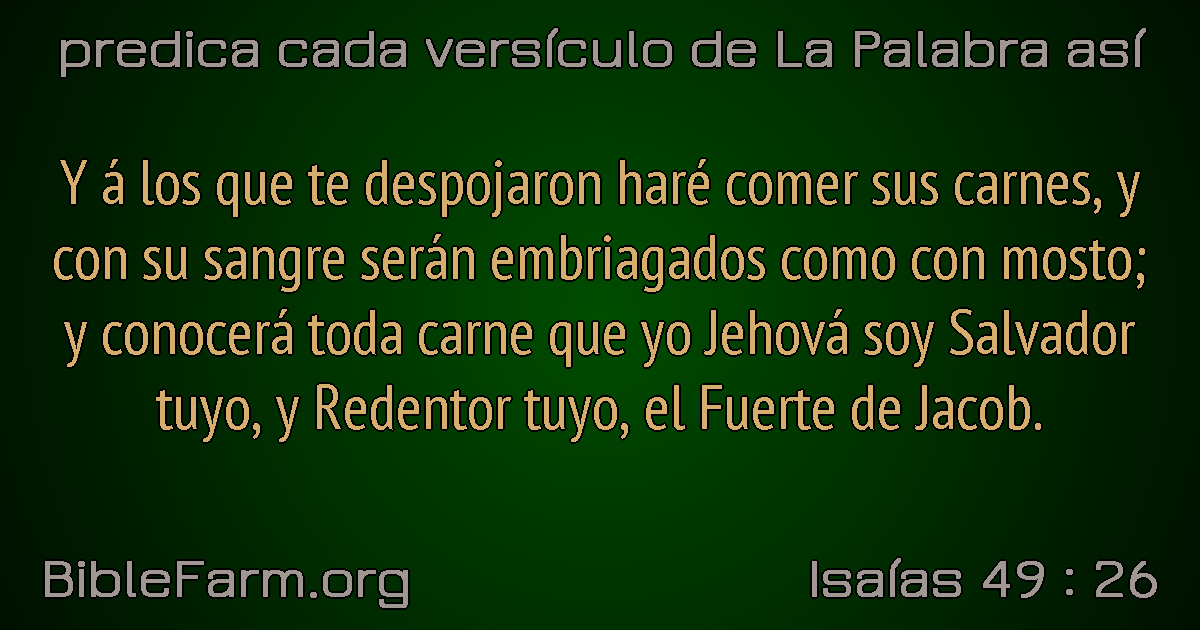 predica cada versículo de La Palabra así
Y á los que te despojaron haré comer sus carnes, y
con su sangre serán embriagados como con mosto;
y conocerá toda carne que yo Jehová soy Salvador
tuyo, y Redentor tuyo, el Fuerte de Jacob.
BibleFarm.org
Isaías 49 : 26